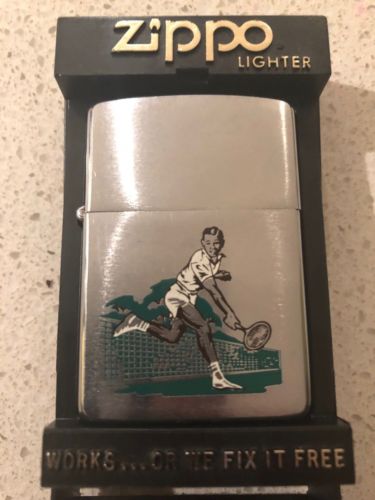 zippo
LIGHTER
WORKS...OR WE FIX IT FREE